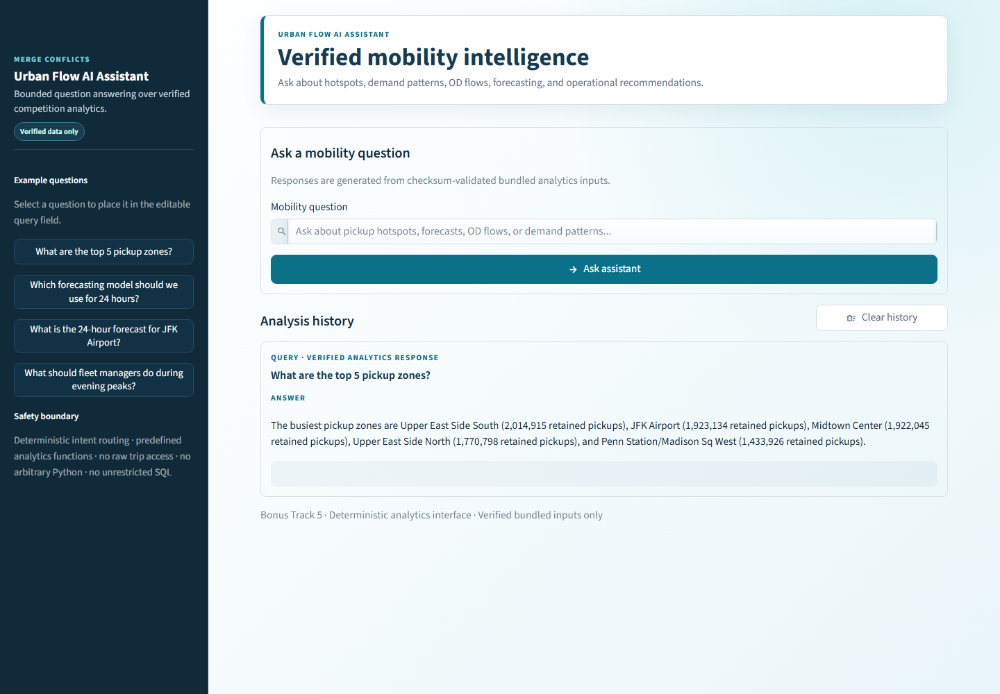 MERGE CONFLICTS
Urban Flow AI Assistant
Bounded question answering over verified
competition analytics.
Verified data only
Example questions
Select a question to place it in the editable
query field.
What are the top 5 pickup zones?
Which forecasting model should we
use for 24 hours?
What is the 24-hour forecast for JFK
Airport?
What should fleet managers do during
evening peaks?
Safety boundary
Deterministic intent routing · predefined
analytics functions · no raw trip access · no
arbitrary Python · no unrestricted SQL
URBAN FLOW AI ASSISTANT
Verified mobility intelligence
Ask about hotspots, demand patterns, OD flows, forecasting, and operational recommendations.
Ask a mobility question
Responses are generated from checksum-validated bundled analytics inputs.
Mobility question
Ask about pickup hotspots, forecasts, OD flows, or demand patterns...
Ask assistant
Analysis history
Clear history
QUERY · VERIFIED ANALYTICS RESPONSE
What are the top 5 pickup zones?
ANSWER
The busiest pickup zones are Upper East Side South (2,014,915 retained pickups), JFK Airport (1,923,134 retained pickups), Midtown Center (1,922,045
retained pickups), Upper East Side North (1,770,798 retained pickups), and Penn Station/Madison Sq West (1,433,926 retained pickups).
Bonus Track 5 · Deterministic analytics interface · Verified bundled inputs only